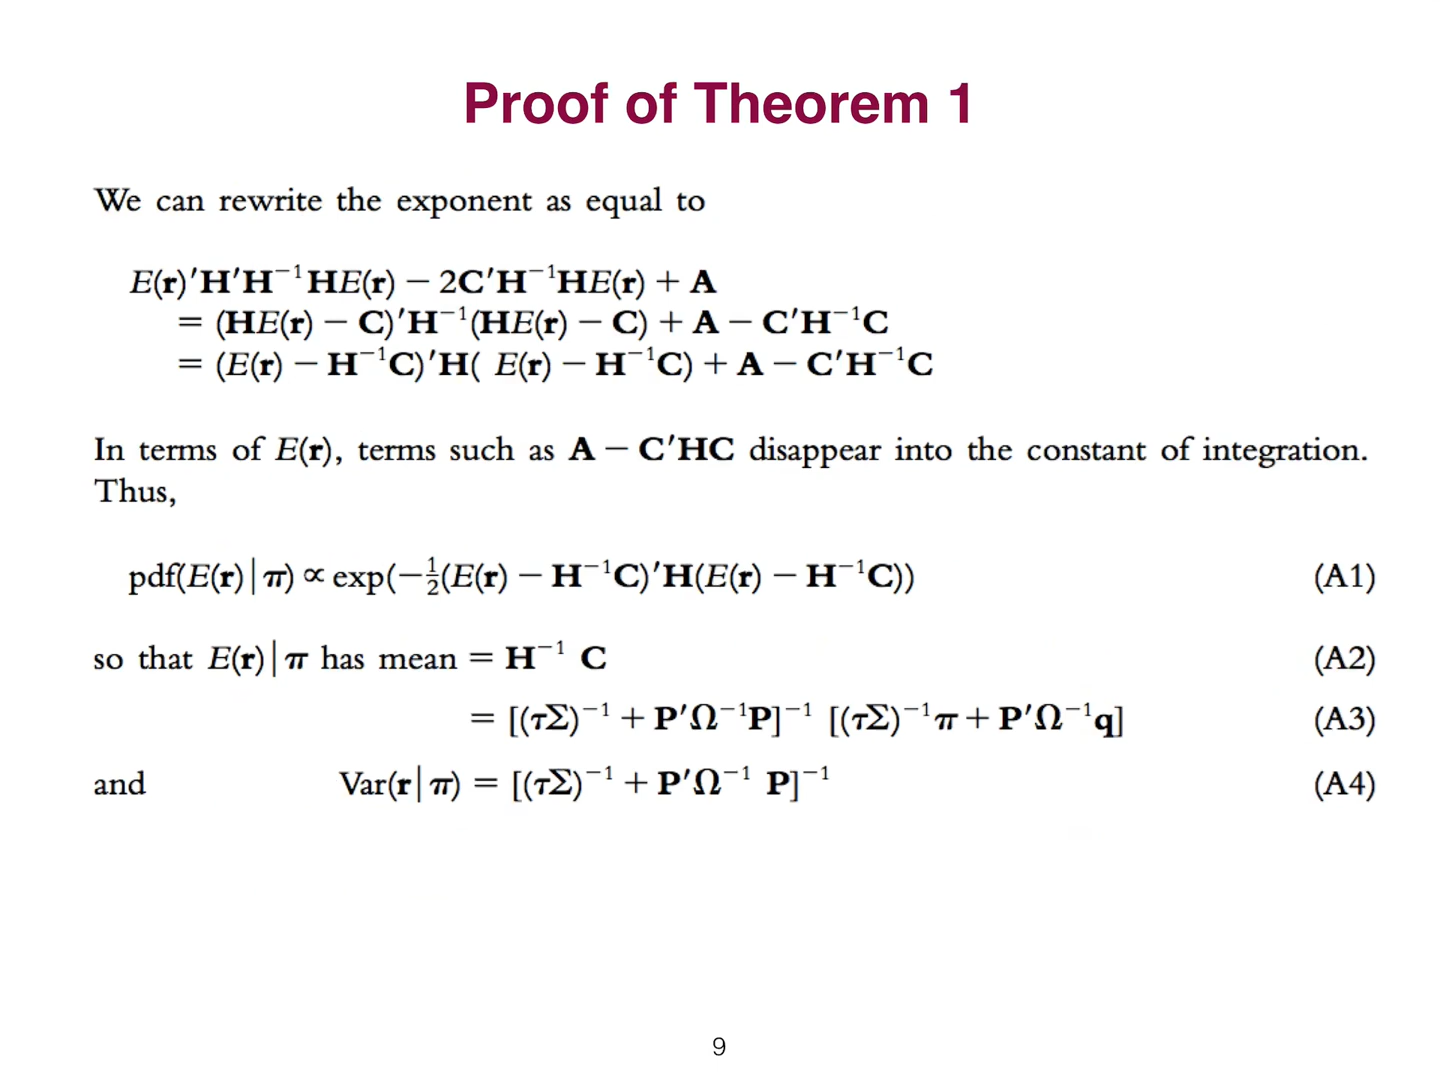 Proof of Theorem 1
We can rewrite the exponent as equal to
E(r)′H′H⁻¹HE(r) − 2C′H⁻¹HE(r) + A
= (HE(r) − C)′H⁻¹(HE(r) − C) + A − C′H⁻¹C
= (E(r) − H⁻¹C)′H( E(r) − H⁻¹C) + A − C′H⁻¹C
In terms of E(r), terms such as A − C′HC disappear into the constant of integration.
Thus,
pdf(E(r)|π) ∝ exp(−½(E(r) − H⁻¹C)′H(E(r) − H⁻¹C)) (A1)
so that E(r)|π has mean = H⁻¹ C (A2)
= [(τΣ)⁻¹ + P′Ω⁻¹P]⁻¹ [(τΣ)⁻¹π + P′Ω⁻¹q] (A3)
and Var(r|π) = [(τΣ)⁻¹ + P′Ω⁻¹ P]⁻¹ (A4)
9